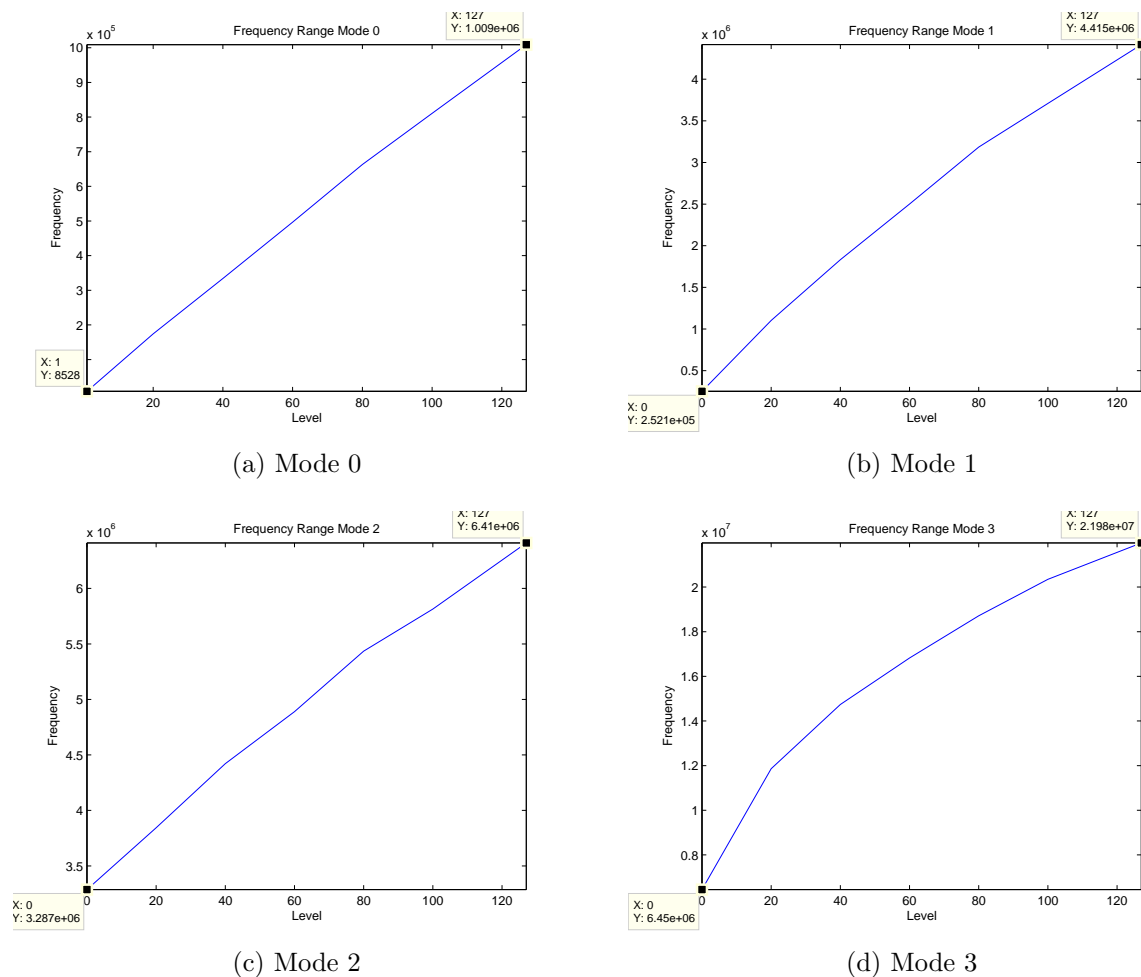 X: 127
Y: 1.009e+06
x 10^5
Frequency Range Mode 0
10
9
8
7
6
5
4
3
2
Frequency
X: 1
Y: 8528
20
40
60
80
100
120
Level
(a) Mode 0
X: 127
Y: 4.415e+06
x 10^6
Frequency Range Mode 1
4
3.5
3
2.5
2
1.5
1
0.5
Frequency
0
20
40
60
80
100
120
Level
X: 0
Y: 2.521e+05
(b) Mode 1
X: 127
Y: 6.41e+06
x 10^6
Frequency Range Mode 2
6
5.5
5
4.5
4
3.5
Frequency
0
20
40
60
80
100
120
Level
X: 0
Y: 3.287e+06
(c) Mode 2
X: 127
Y: 2.198e+07
x 10^7
Frequency Range Mode 3
2
1.8
1.6
1.4
1.2
1
0.8
Frequency
0
20
40
60
80
100
120
Level
X: 0
Y: 6.45e+06
(d) Mode 3